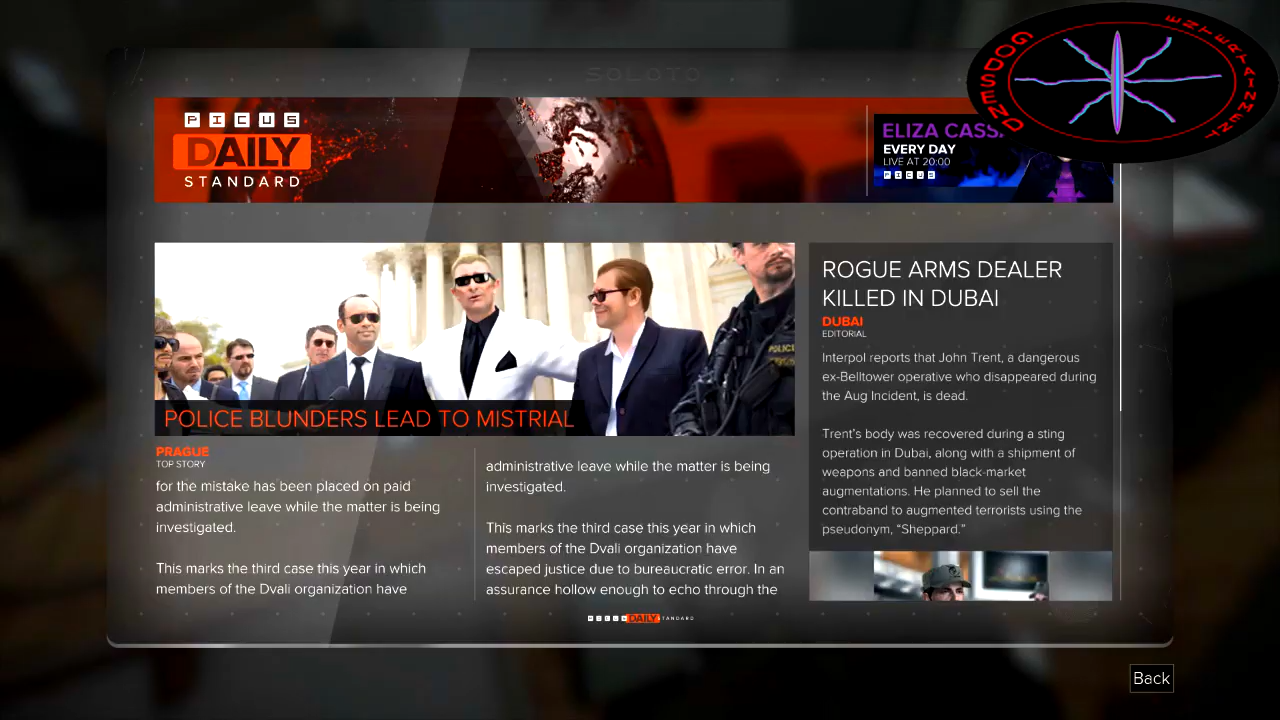 SOLOTO
GODSEND
ENTERTAINMENT
PICUS
DAILY
STANDARD
ELIZA CASS
EVERY DAY
LIVE AT 20:00
PICUS
POLICE
POLICE BLUNDERS LEAD TO MISTRIAL
PRAGUE
TOP STORY
for the mistake has been placed on paid
administrative leave while the matter is being
investigated.
This marks the third case this year in which
members of the Dvali organization have
administrative leave while the matter is being
investigated.
This marks the third case this year in which
members of the Dvali organization have
escaped justice due to bureaucratic error. In an
assurance hollow enough to echo through the
ROGUE ARMS DEALER
KILLED IN DUBAI
DUBAI
EDITORIAL
Interpol reports that John Trent, a dangerous
ex-Belltower operative who disappeared during
the Aug Incident, is dead.
Trent's body was recovered during a sting
operation in Dubai, along with a shipment of
weapons and banned black-market
augmentations. He planned to sell the
contraband to augmented terrorists using the
pseudonym, “Sheppard.”
PICUS DAILY STANDARD
Back